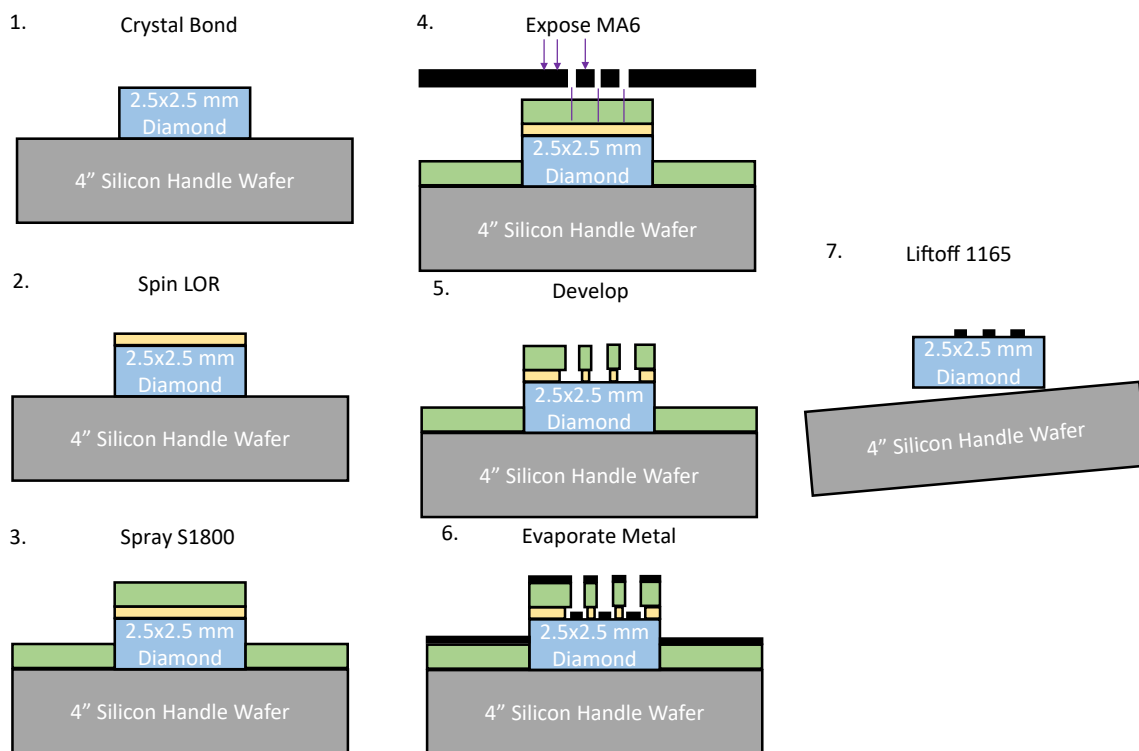 1.
Crystal Bond
2.5x2.5 mm
Diamond
4” Silicon Handle Wafer
2.
Spin LOR
2.5x2.5 mm
Diamond
4” Silicon Handle Wafer
3.
Spray S1800
2.5x2.5 mm
Diamond
4” Silicon Handle Wafer
4.
Expose MA6
2.5x2.5 mm
Diamond
4” Silicon Handle Wafer
5.
Develop
2.5x2.5 mm
Diamond
4” Silicon Handle Wafer
6.
Evaporate Metal
2.5x2.5 mm
Diamond
4” Silicon Handle Wafer
7.
Liftoff 1165
2.5x2.5 mm
Diamond
4” Silicon Handle Wafer